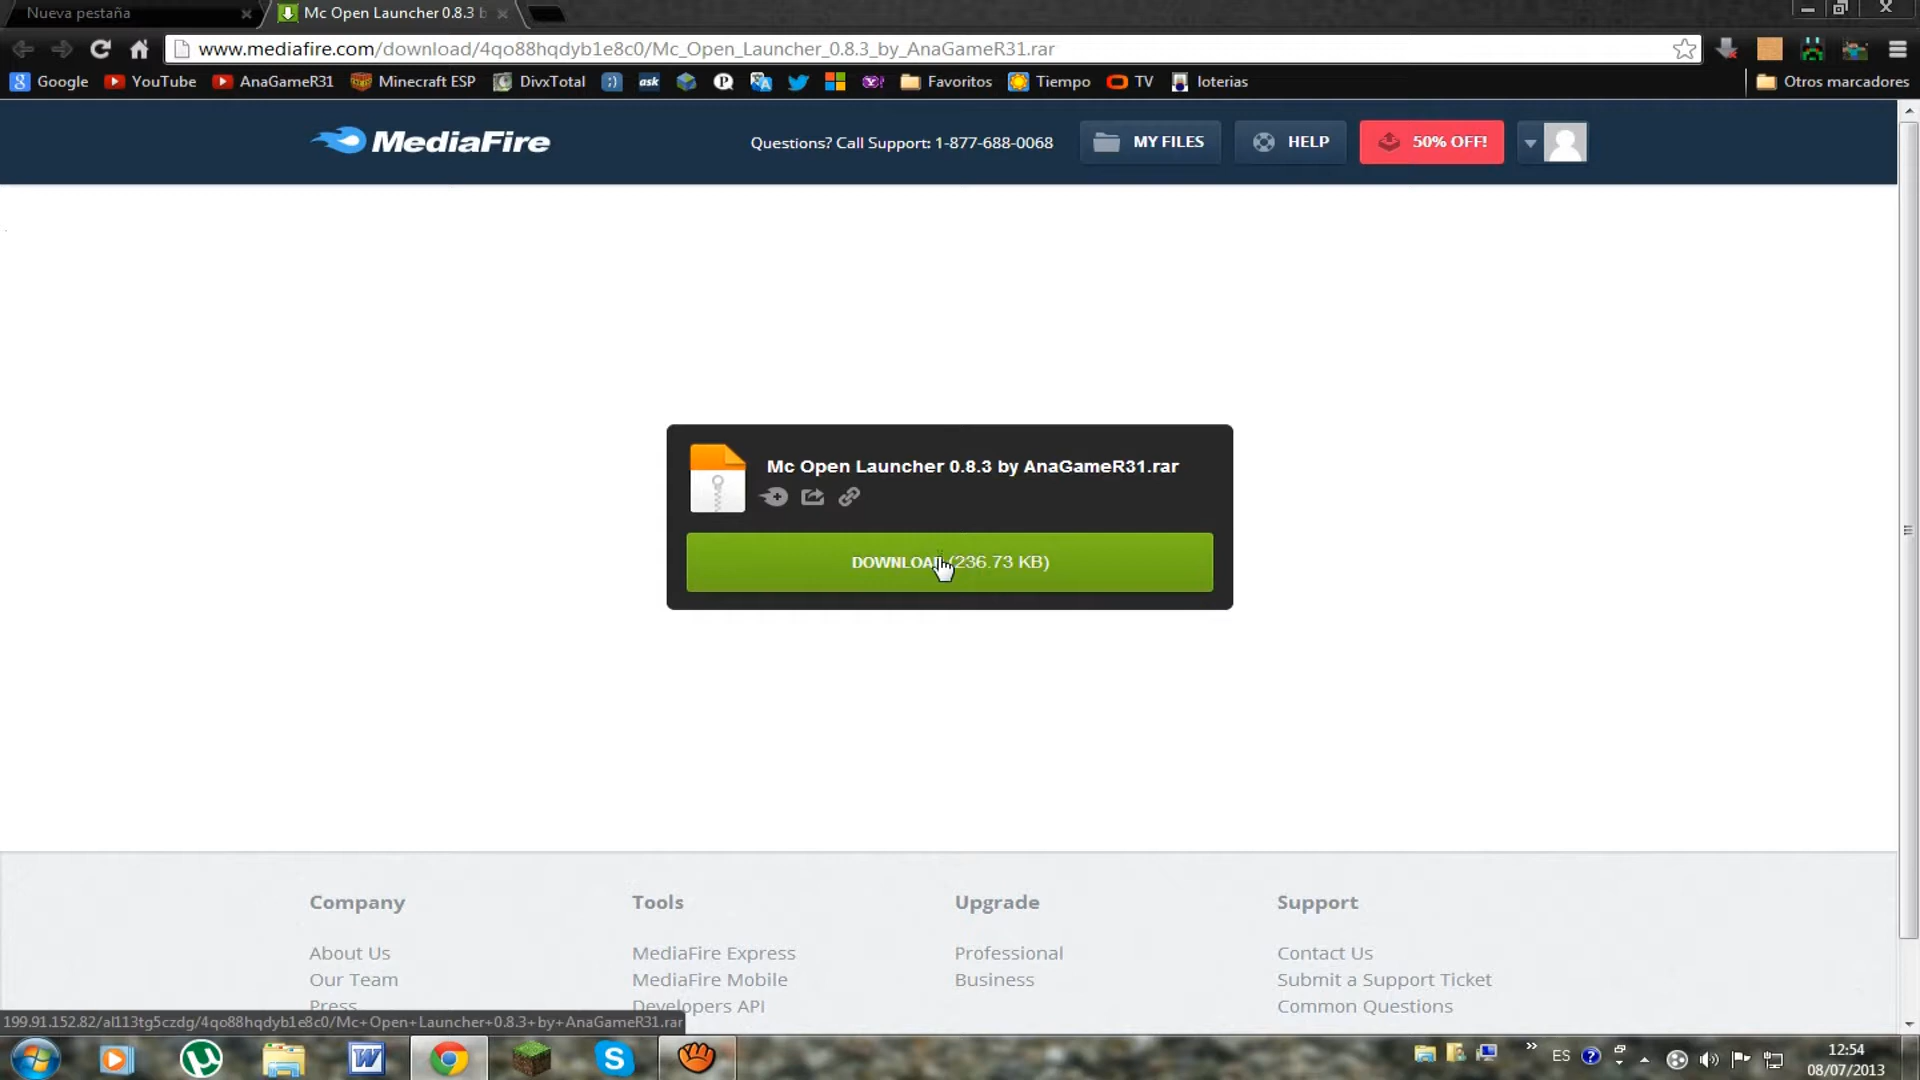 Nueva pestaña
Mc Open Launcher 0.8.3 b
www.mediafire.com/download/4qo88hqdyb1e8c0/Mc_Open_Launcher_0.8.3_by_AnaGameR31.rar
Google YouTube AnaGameR31 Minecraft ESP DivxTotal ask Favoritos Tiempo TV loterias Otros marcadores
MediaFire
Questions? Call Support: 1-877-688-0068
MY FILES
HELP
50% OFF!
Mc Open Launcher 0.8.3 by AnaGameR31.rar
DOWNLOAD (236.73 KB)
Company Tools Upgrade Support
About Us MediaFire Express Professional Contact Us
Our Team MediaFire Mobile Business Submit a Support Ticket
Press Developers API Common Questions
199.91.152.82/al113tg5czdg/4qo88hqdyb1e8c0/Mc+Open+Launcher+0.8.3+by+AnaGameR31.rar
ES
12:54
08/07/2013